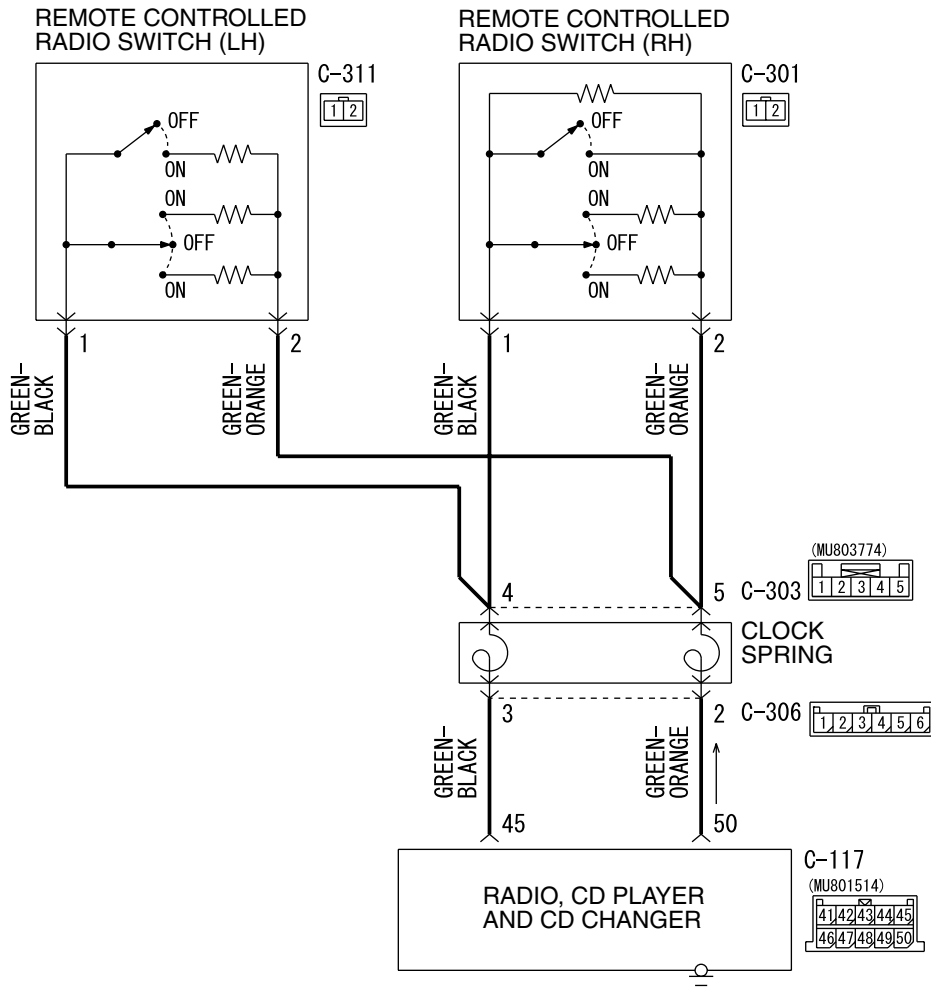 REMOTE CONTROLLED
RADIO SWITCH (LH)
REMOTE CONTROLLED
RADIO SWITCH (RH)
C-311
1 2
C-301
1 2
OFF
ON
ON
OFF
ON
OFF
ON
ON
OFF
ON
1
2
1
2
GREEN-
BLACK
GREEN-
ORANGE
GREEN-
BLACK
GREEN-
ORANGE
4
5
C-303
(MU803774)
1 2 3 4 5
CLOCK
SPRING
3
2
C-306
1 2 3 4 5 6
GREEN-
BLACK
GREEN-
ORANGE
45
50
C-117
(MU801514)
41 42 43 44 45
46 47 48 49 50
RADIO, CD PLAYER
AND CD CHANGER